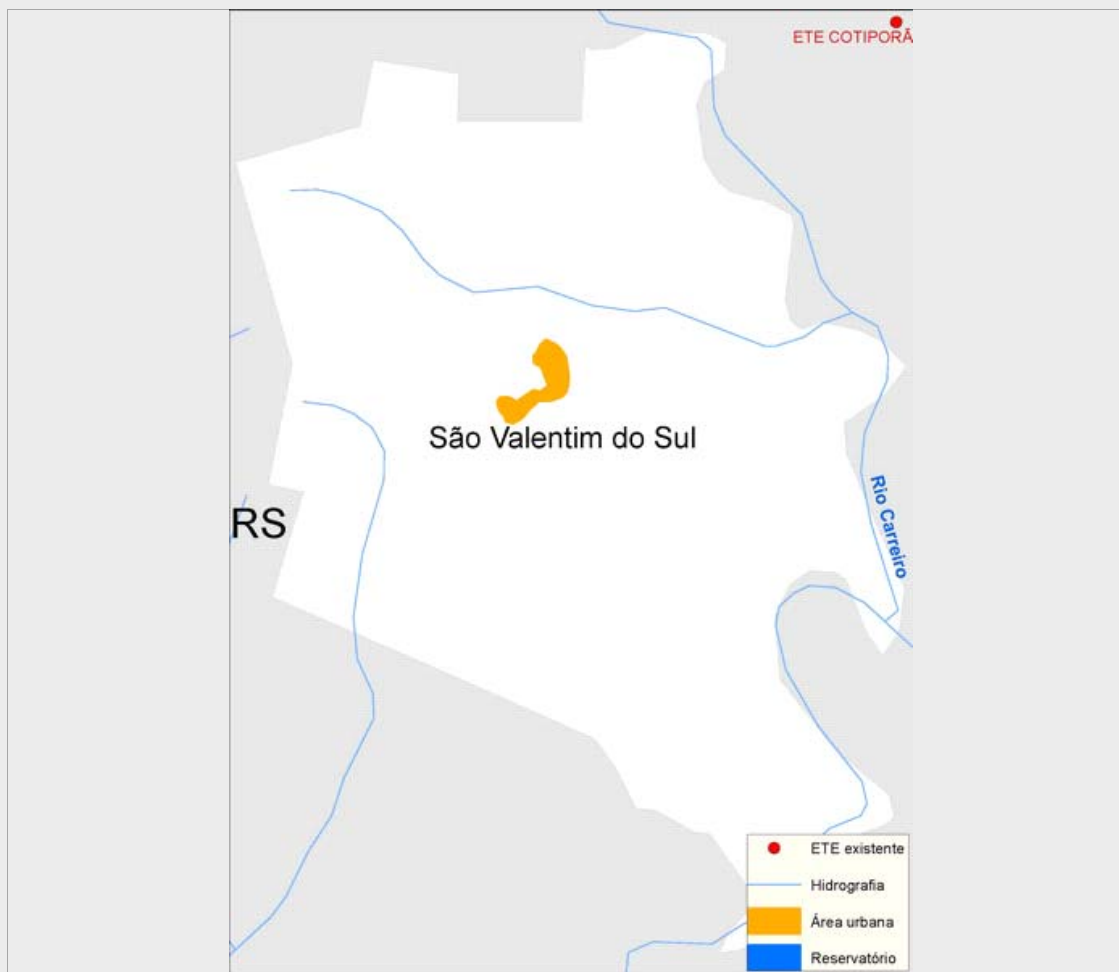 ETE COTIPORÃ
São Valentim do Sul
RS
Rio Carreiro
ETE existente
Hidrografia
Área urbana
Reservatório